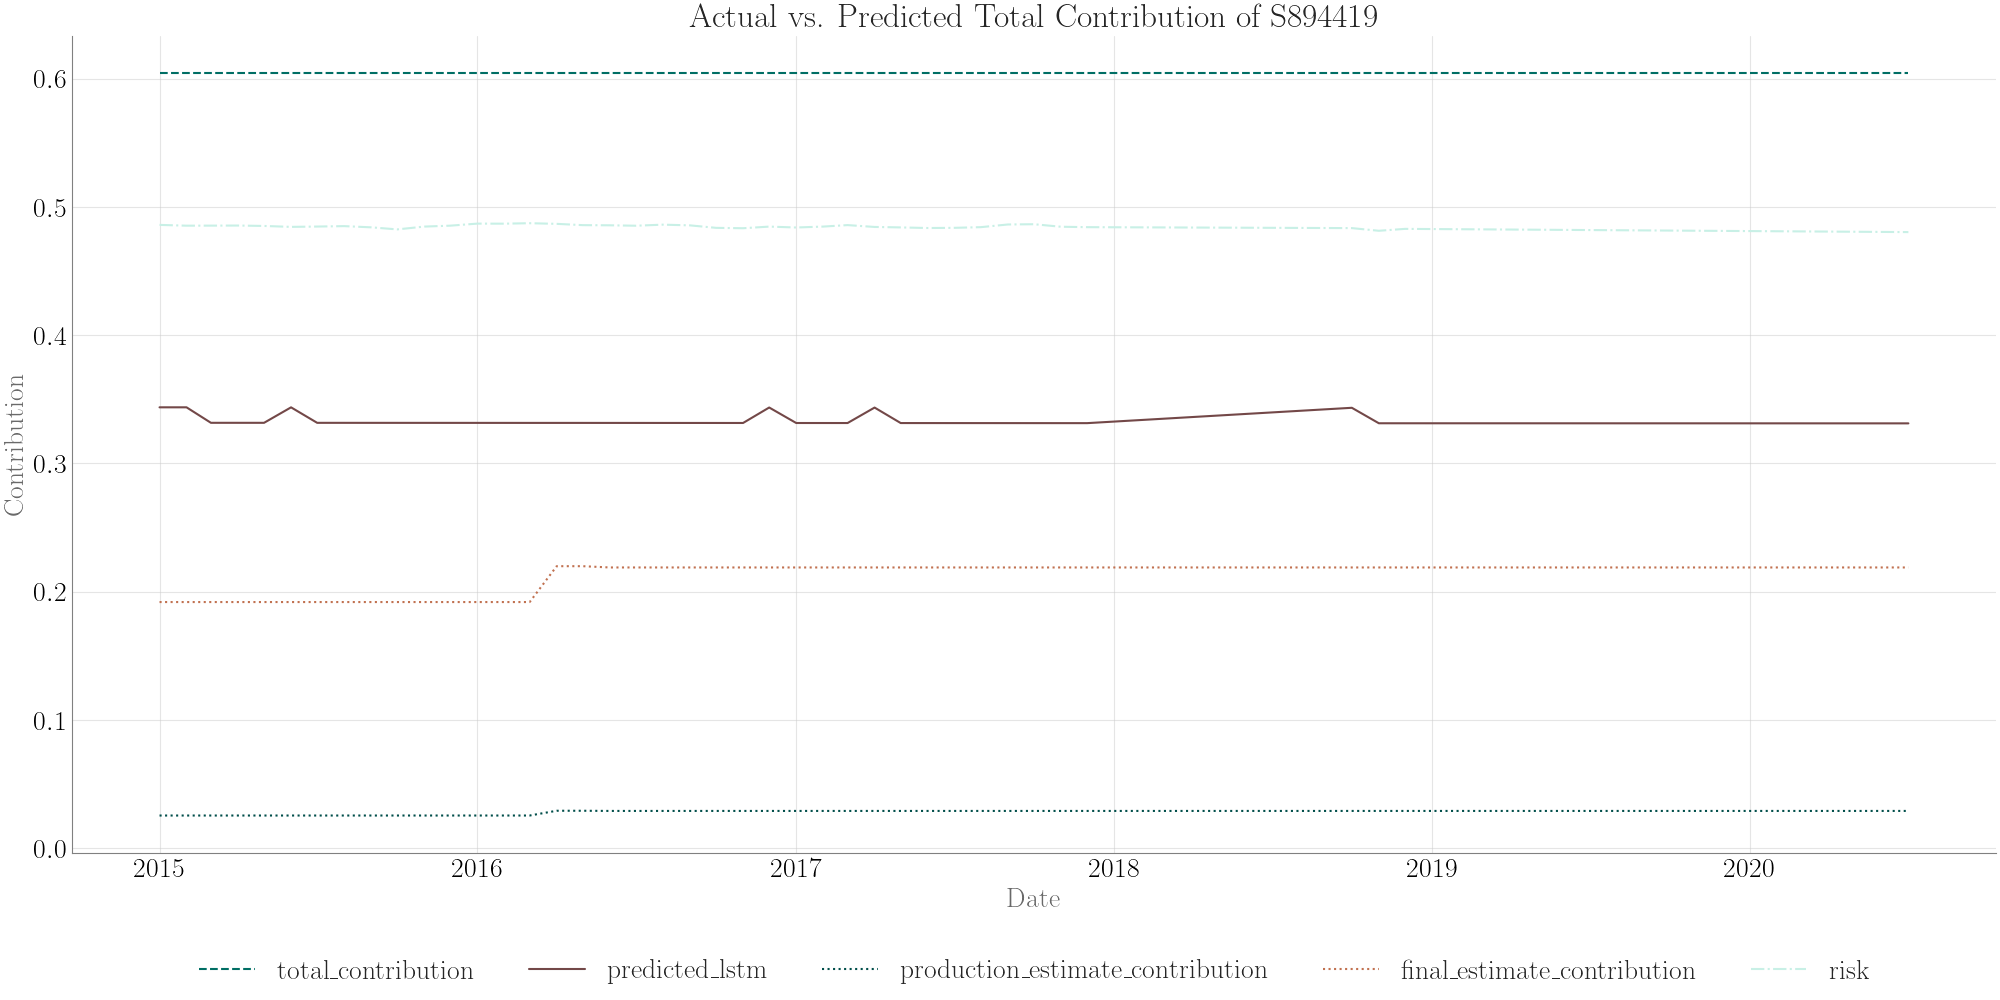 Actual vs. Predicted Total Contribution of S894419
0.6
0.5
0.4
0.3
0.2
0.1
0.0
Contribution
2015 2016 2017 2018 2019 2020
Date
total_contribution predicted_lstm production_estimate_contribution final_estimate_contribution risk